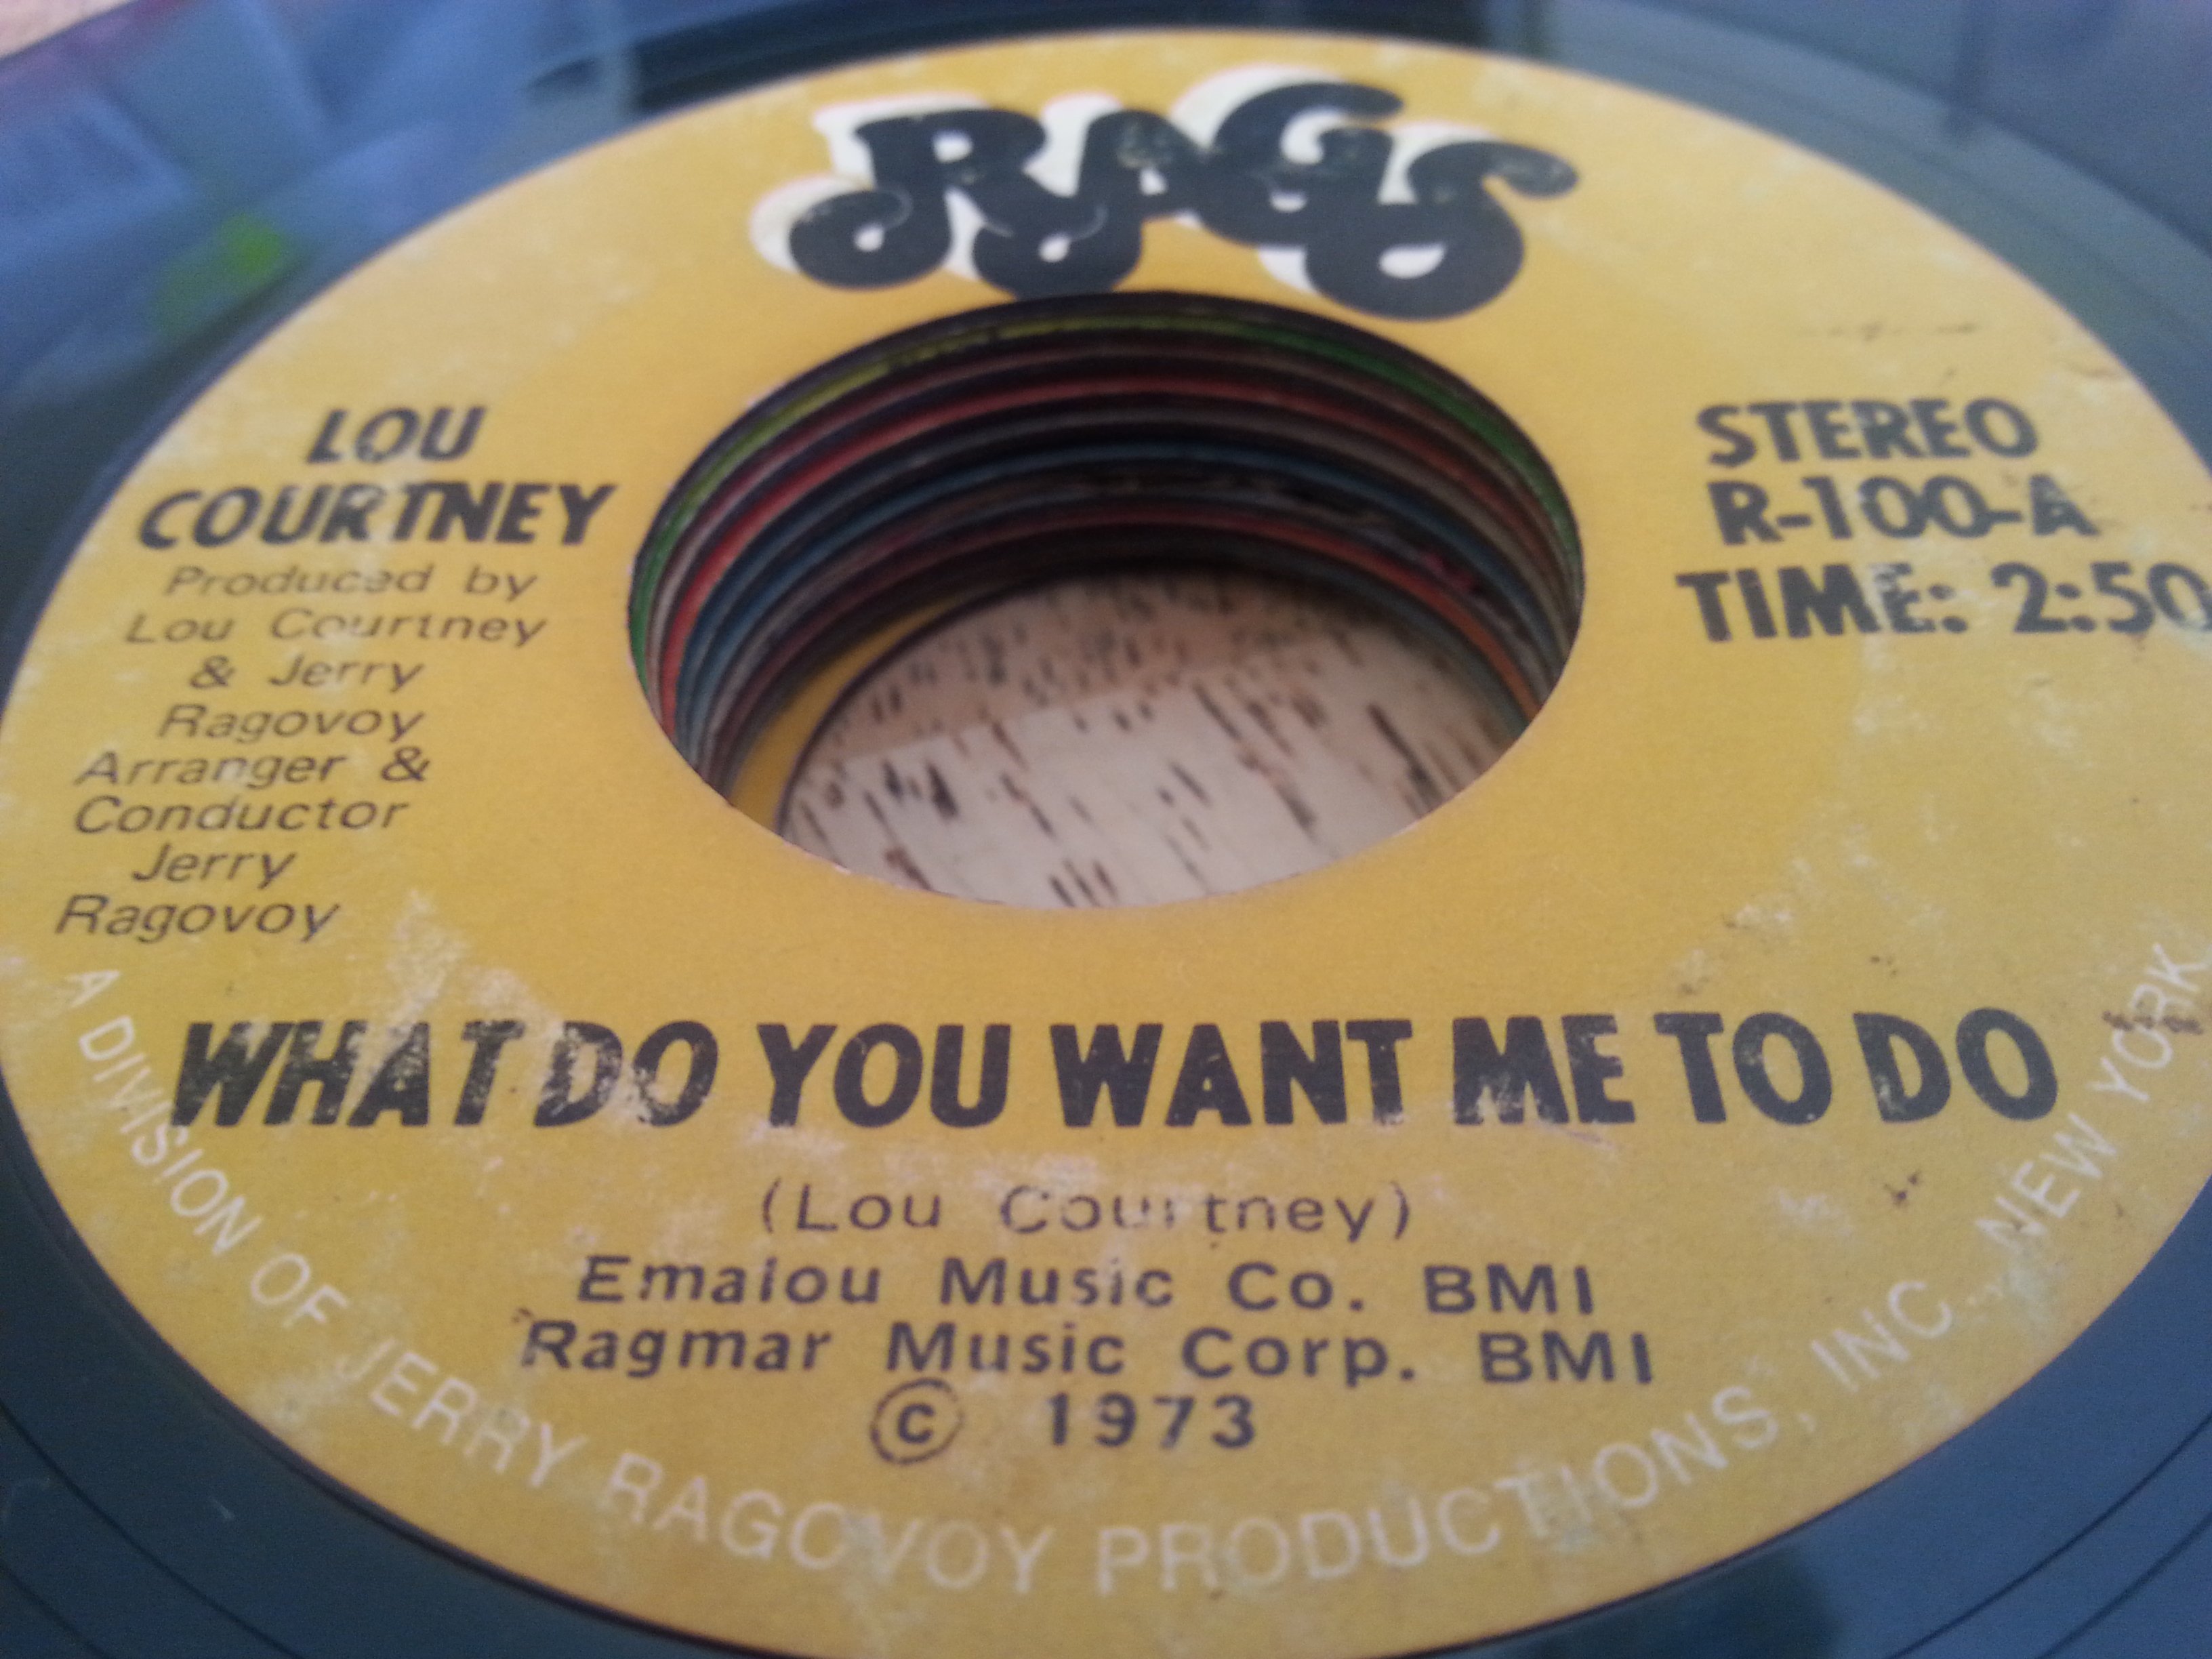 RAGS
LOU
COURTNEY
Produced by
Lou Courtney
& Jerry
Ragovoy
Arranger &
Conductor
Jerry
Ragovoy
STEREO
R-100-A
TIME: 2:50
WHAT DO YOU WANT ME TO DO
(Lou Courtney)
Emalou Music Co. BMI
Ragmar Music Corp. BMI
© 1973
A DIVISION OF JERRY RAGOVOY PRODUCTIONS, INC., NEW YORK